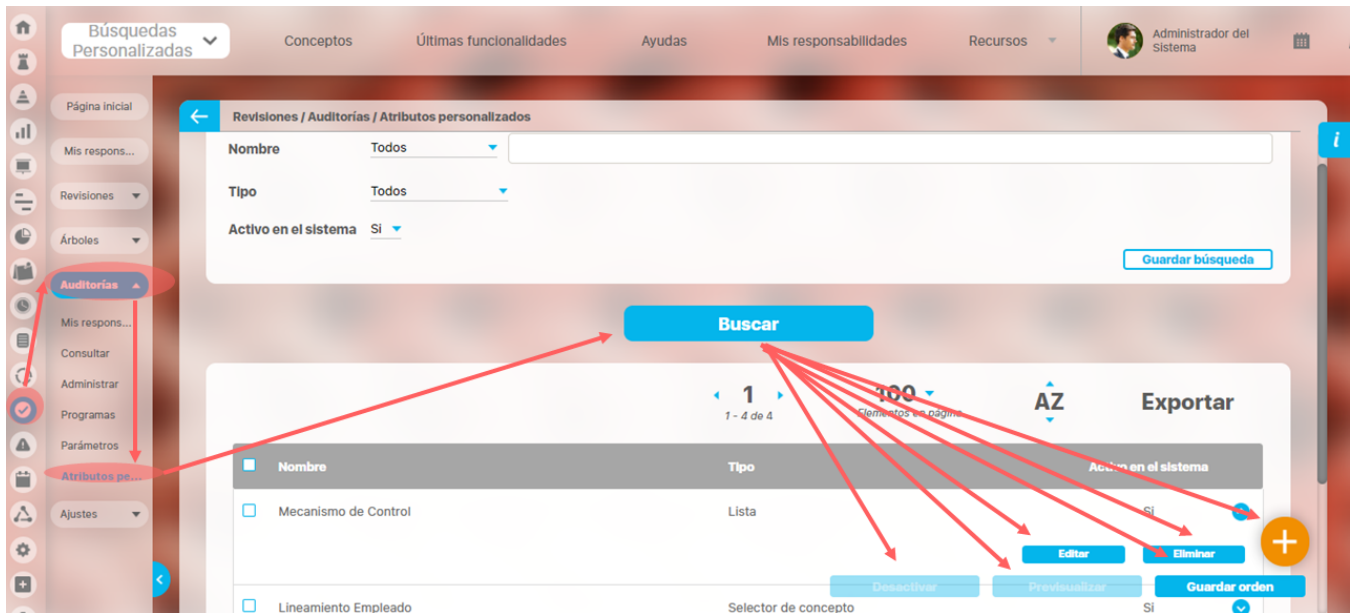 Búsquedas
Personalizadas
Conceptos
Últimas funcionalidades
Ayudas
Mis responsabilidades
Recursos
Administrador del
Sistema
Página inicial
Mis respons...
Revisiones
Árboles
Auditorías
Mis respons...
Consultar
Administrar
Programas
Parámetros
Atributos pe...
Ajustes
Revisiones / Auditorías / Atributos personalizados
i
Nombre Todos
Tipo Todos
Activo en el sistema Si
Guardar búsqueda
Buscar
1
1 - 4 de 4
100
Elementos en página
AZ
Exportar
Nombre Tipo Activo en el sistema
Mecanismo de Control Lista Si
Editar Eliminar
Desactivar Previsualizar Guardar orden
Lineamiento Empleado Selector de concepto Si